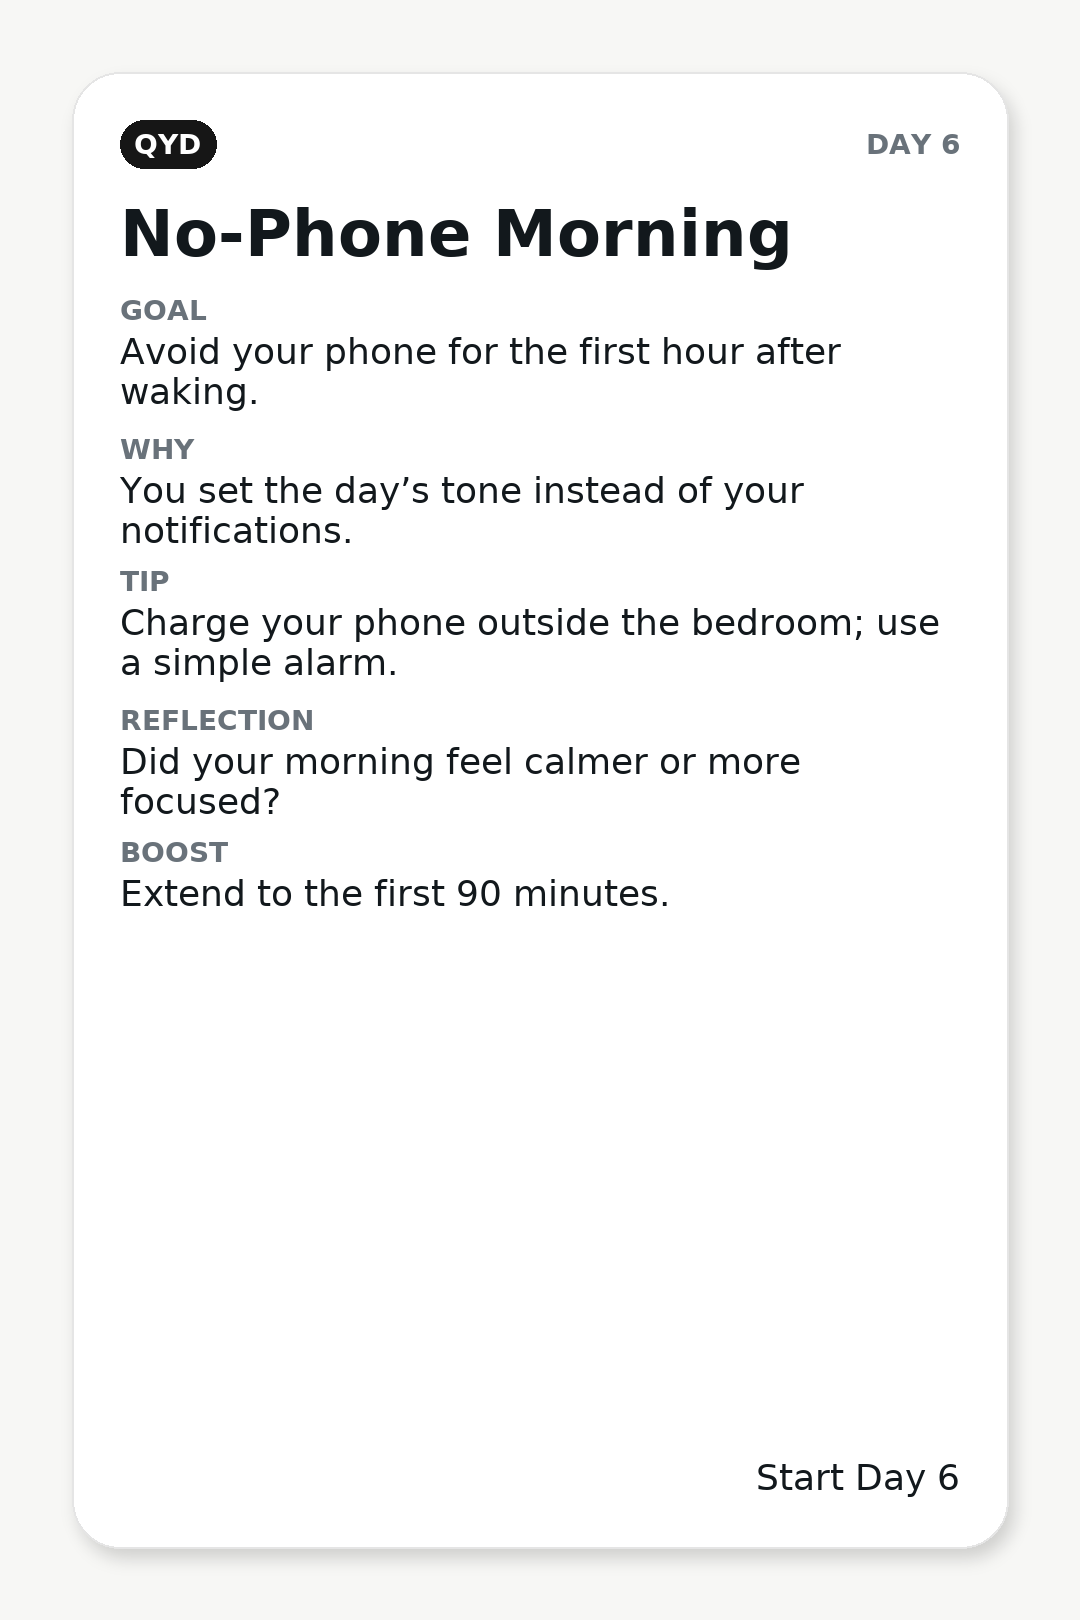 QYD
DAY 6
No-Phone Morning
GOAL
Avoid your phone for the first hour after
waking.
WHY
You set the day’s tone instead of your
notifications.
TIP
Charge your phone outside the bedroom; use
a simple alarm.
REFLECTION
Did your morning feel calmer or more
focused?
BOOST
Extend to the first 90 minutes.
Start Day 6